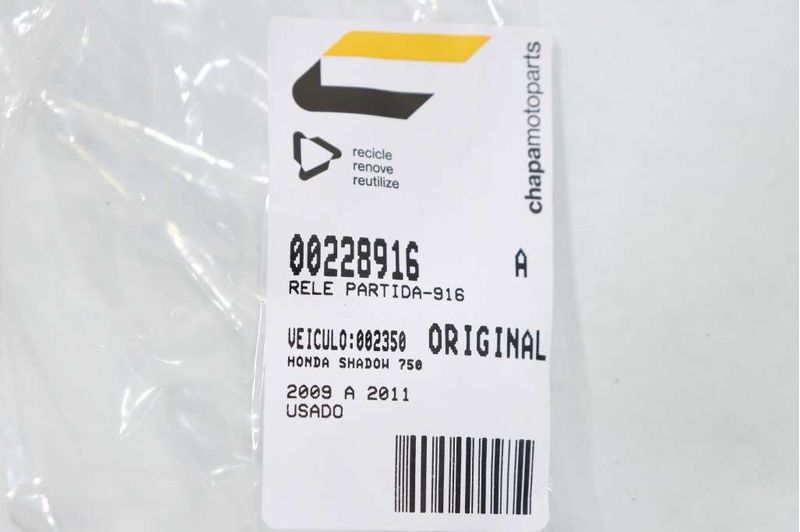 chapamotoparts
recicle
renove
reutilize
00228916 A
RELE PARTIDA-916
VEICULO:002350 ORIGINAL
HONDA SHADOW 750
2009 A 2011
USADO